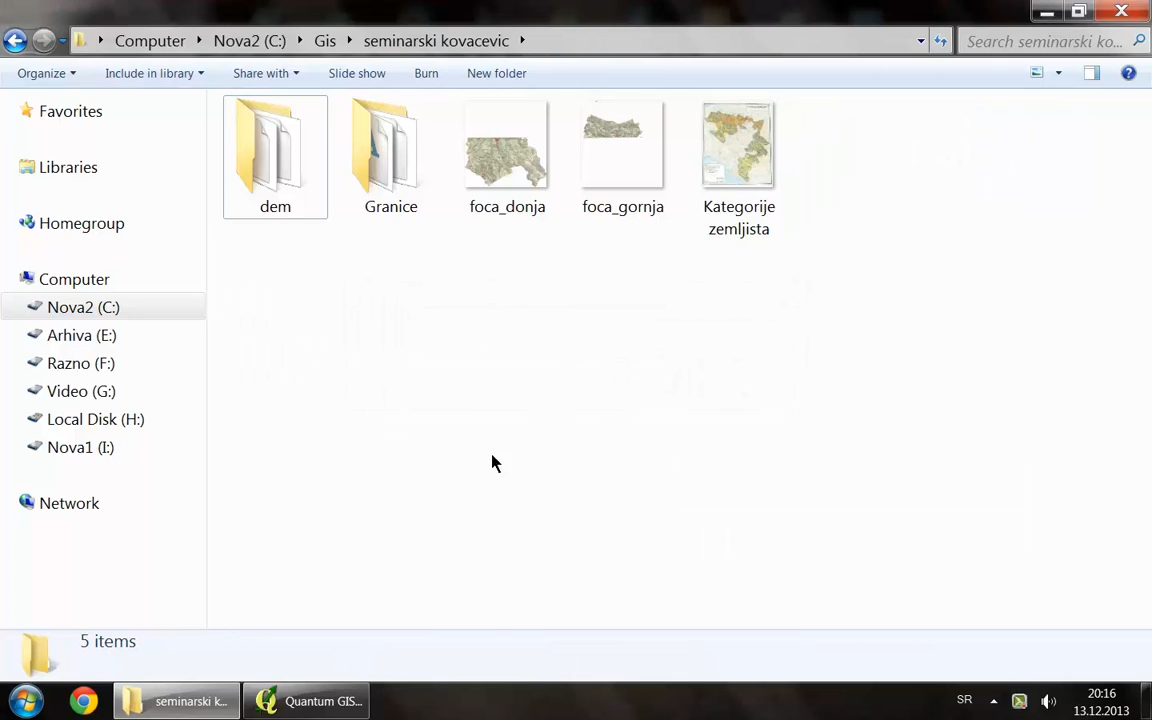 Computer
Nova2 (C:)
Gis
seminarski kovacevic
Search seminarski ko...
Organize
Include in library
Share with
Slide show
Burn
New folder
Favorites
Libraries
Homegroup
Computer
Nova2 (C:)
Arhiva (E:)
Razno (F:)
Video (G:)
Local Disk (H:)
Nova1 (I:)
Network
dem
Granice
foca_donja
foca_gornja
Kategorije
zemljista
5 items
seminarski k...
Quantum GIS...
SR
20:16
13.12.2013